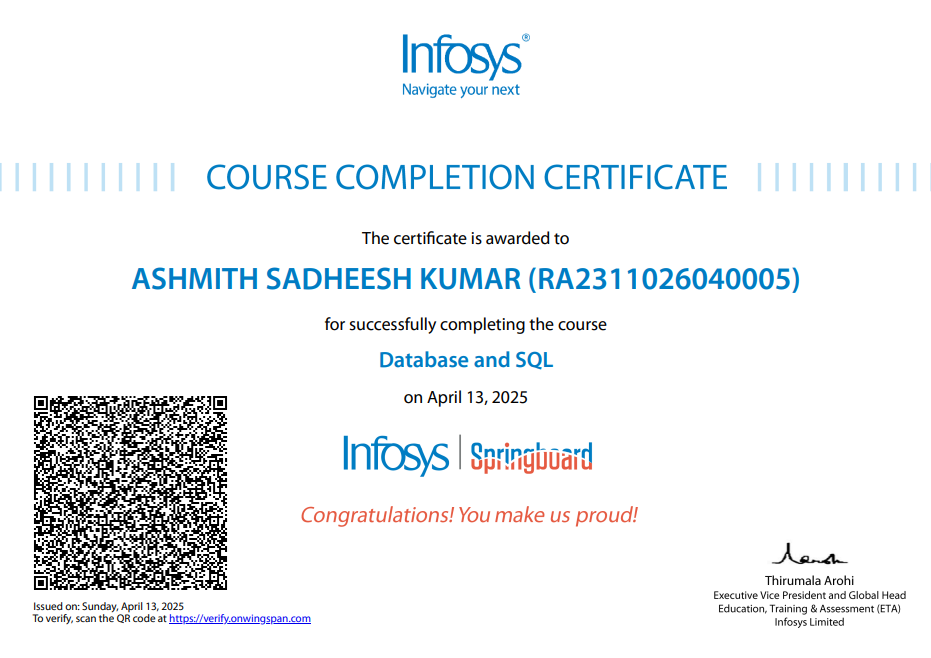 Infosys®
Navigate your next
COURSE COMPLETION CERTIFICATE
The certificate is awarded to
ASHMITH SADHEESH KUMAR (RA2311026040005)
for successfully completing the course
Database and SQL
on April 13, 2025
Infosys | Springboard
Congratulations! You make us proud!
Issued on: Sunday, April 13, 2025
To verify, scan the QR code at https://verify.onwingspan.com
Thirumala Arohi
Executive Vice President and Global Head
Education, Training & Assessment (ETA)
Infosys Limited